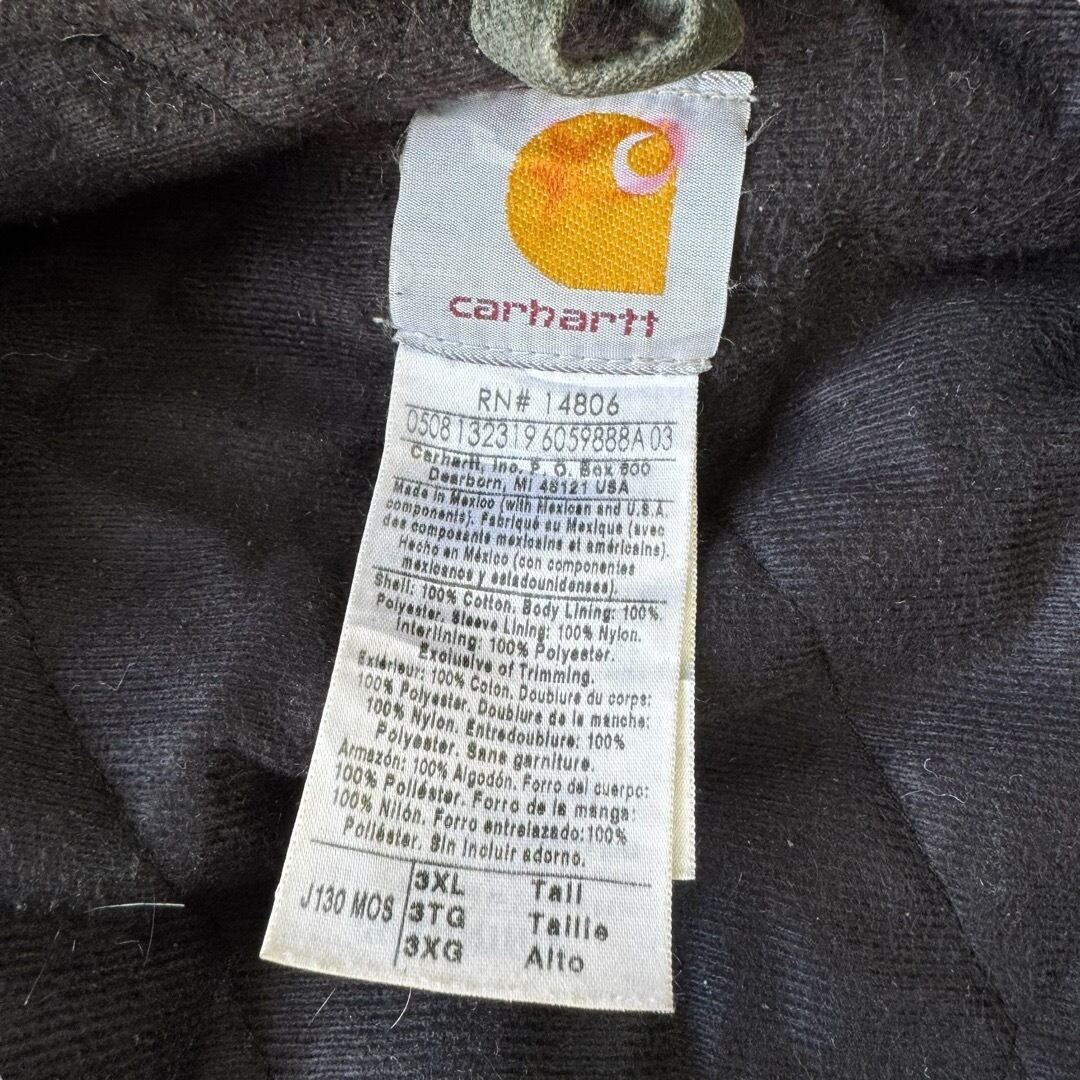 carhartt
RN# 14806
0508 132319 6059888A 03
Carhartt, Inc. P. O. Box 600
Dearborn, MI 48121 USA
Made in Mexico (with Mexican and U.S.A.
components). Fabriqué au Mexique (avec
des composants mexicains et américains).
Hecho en México (con componentes
mexicanos y estadounidenses).
Shell: 100% Cotton. Body Lining: 100%
Polyester. Sleeve Lining: 100% Nylon.
Interlining: 100% Polyester.
Exclusive of Trimming.
Extérieur: 100% Coton. Doublure du corps:
100% Polyester. Doublure de la manche:
100% Nylon. Entredoublure: 100%
Polyester. Sans garniture.
Armazón: 100% Algodón. Forro del cuerpo:
100% Poliéster. Forro de la manga:
100% Nilón. Forro entrelazado:100%
Poliéster. Sin incluir adorno.
J130 MOS
3XL Tall
3TG Taille
3XG Alto